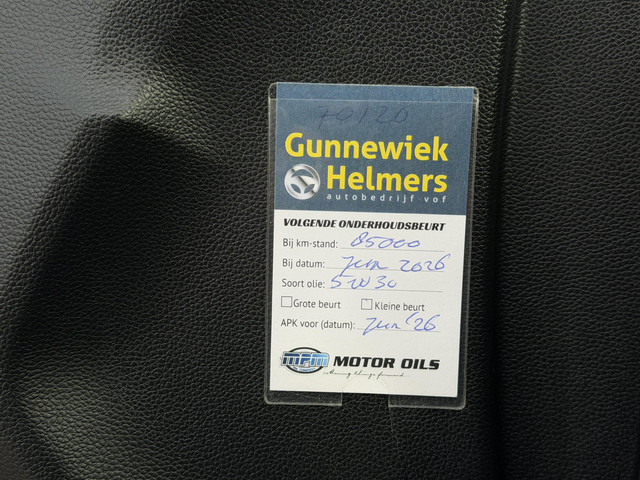 70120
Gunnewiek
Helmers
autobedrijf vof
VOLGENDE ONDERHOUDSBEURT
Bij km-stand: 85000
Bij datum: Jun 2026
Soort olie: 5W30
Grote beurt Kleine beurt
APK voor (datum): Jun '26
MPM MOTOR OILS